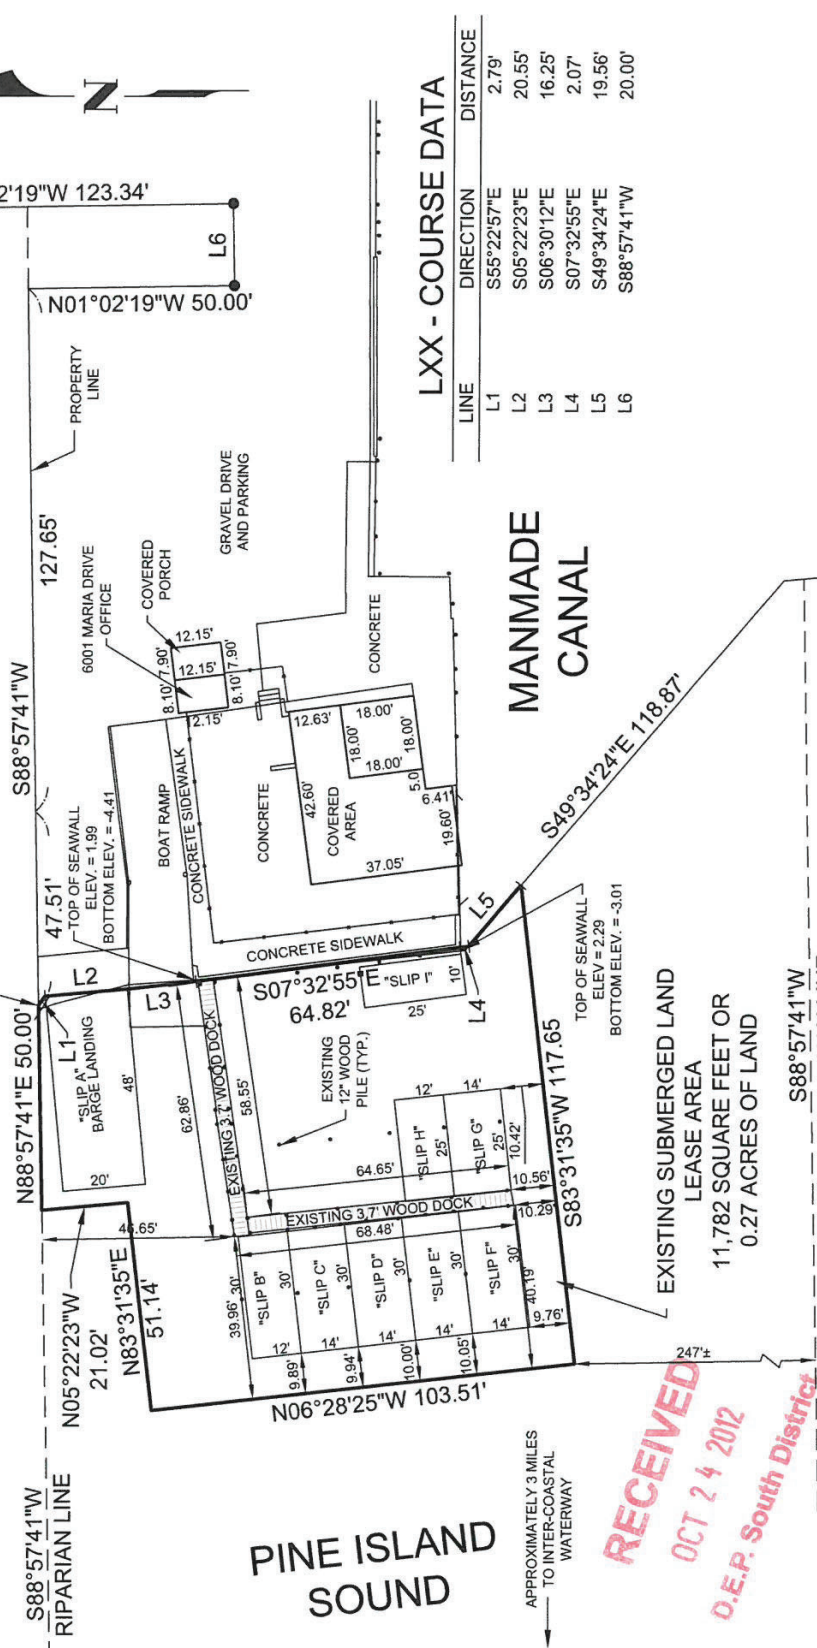 N
2'19"W 123.34'
L6
N01°02'19"W 50.00'
PROPERTY
LINE
S88°57'41"W
127.65'
47.51'
6001 MARIA DRIVE
OFFICE
COVERED
PORCH
GRAVEL DRIVE
AND PARKING
12.15'
7.90'
12.15'
7.90'
8.10'
8.10'
2.15'
LXX - COURSE DATA
LINE DIRECTION DISTANCE
L1 S55°22'57"E 2.79'
L2 S05°22'23"E 20.55'
L3 S06°30'12"E 16.25'
L4 S07°32'55"E 2.07'
L5 S49°34'24"E 19.56'
L6 S88°57'41"W 20.00'
TOP OF SEAWALL
ELEV. = 1.99
BOTTOM ELEV. = -4.41
BOAT RAMP
CONCRETE SIDEWALK
CONCRETE
CONCRETE
COVERED
AREA
42.60'
12.63'
18.00'
18.00'
18.00'
18.00'
5.0
6.41'
19.60'
37.05'
CONCRETE SIDEWALK
MANMADE
CANAL
S49°34'24"E 118.87'
L5
TOP OF SEAWALL
ELEV = 2.29
BOTTOM ELEV. = -3.01
L4
L2
L3
L1
N88°57'41"E 50.00'
"SLIP A"
BARGE LANDING
48'
20'
62.86'
EXISTING 3.7' WOOD DOCK
58.55'
S07°32'55"E
64.82'
"SLIP I"
10'
25'
EXISTING
12" WOOD
PILE (TYP.)
64.65'
12'
14'
"SLIP H"
25'
"SLIP G"
25'
10.42'
10.56'
10.29'
EXISTING 3.7' WOOD DOCK
68.48'
S83°31'35"W 117.65
46.65'
N05°22'23"W
21.02'
N83°31'35"E
51.14'
39.96'
30'
"SLIP B"
30'
"SLIP C"
30'
"SLIP D"
30'
"SLIP E"
30'
"SLIP F"
30'
40.19'
12'
14'
14'
14'
14'
9.89'
9.94'
10.00'
10.05'
9.76'
N06°28'25"W 103.51'
EXISTING SUBMERGED LAND
LEASE AREA
11,782 SQUARE FEET OR
0.27 ACRES OF LAND
S88°57'41"W
247'±
S88°57'41"W
RIPARIAN LINE
PINE ISLAND
SOUND
APPROXIMATELY 3 MILES
TO INTER-COASTAL
WATERWAY
RECEIVED
OCT 24 2012
D.E.P. South District